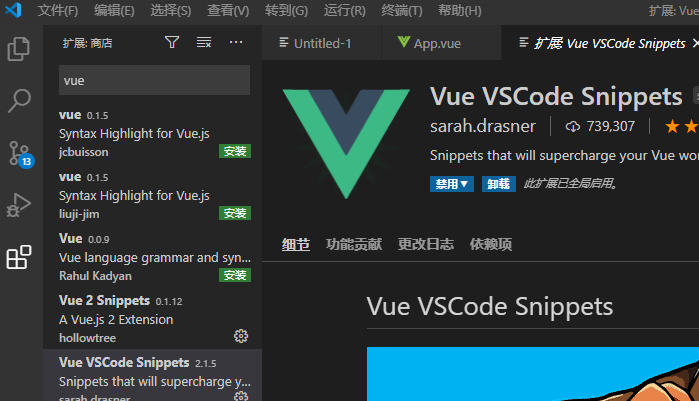 文件(F) 编辑(E) 选择(S) 查看(V) 转到(G) 运行(R) 终端(T) 帮助(H) 扩展: Vue
扩展: 商店
Untitled-1 App.vue 扩展: Vue VSCode Snippets
vue
vue 0.1.5
Syntax Highlight for Vue.js
jcbuisson 安装
vue 0.1.5
Syntax Highlight for Vue.js
liuji-jim 安装
Vue 0.0.9
Vue language grammar and syn...
Rahul Kadyan 安装
Vue 2 Snippets 0.1.12
A Vue.js 2 Extension
hollowtree
Vue VSCode Snippets 2.1.5
Snippets that will supercharge y...
sarah.drasner
13
Vue VSCode Snippets
sarah.drasner 739,307
Snippets that will supercharge your Vue wor
禁用 卸载 此扩展已全局启用。
细节 功能贡献 更改日志 依赖项
Vue VSCode Snippets